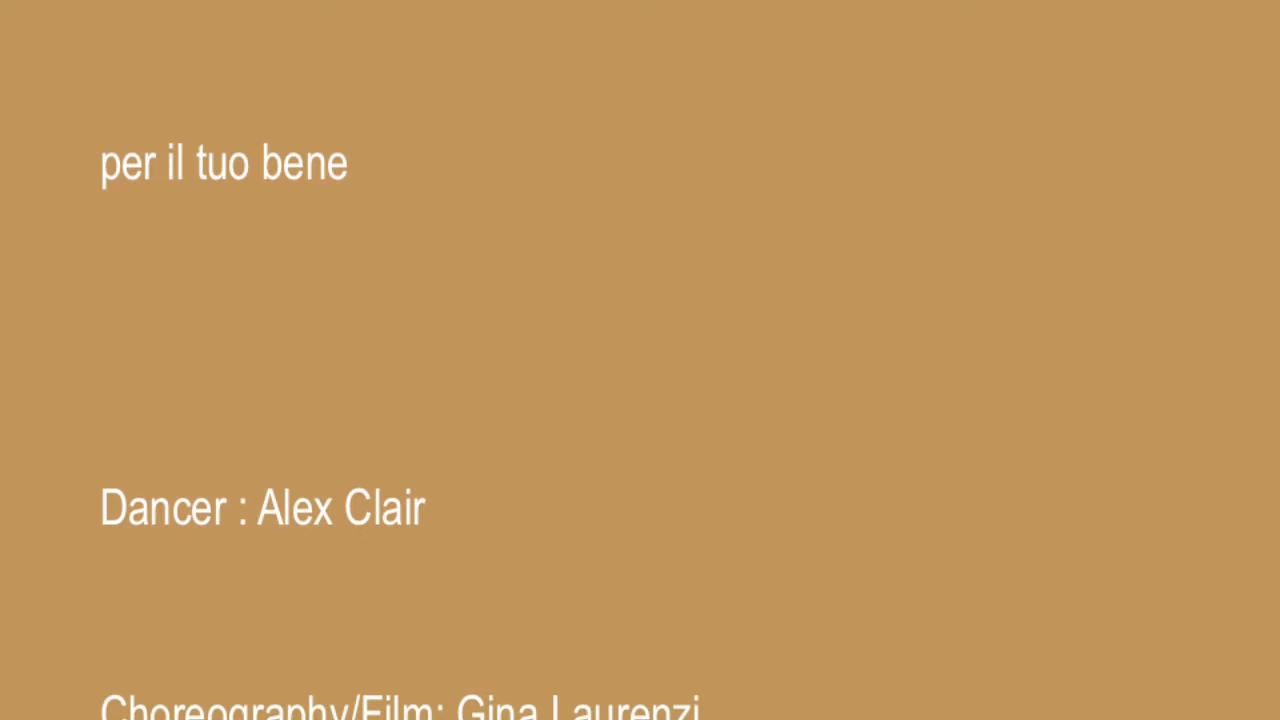 per il tuo bene
Dancer : Alex Clair
Choreography/Film: Gina Laurenzi